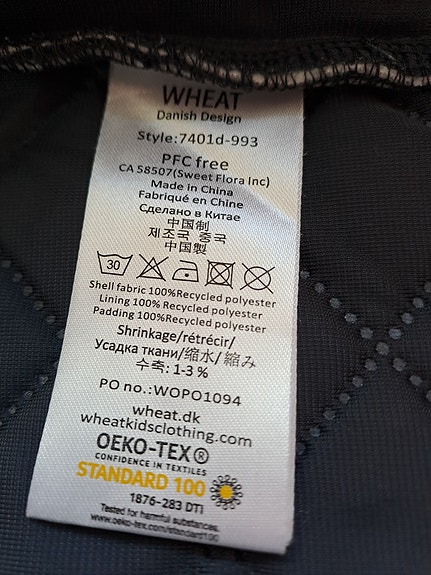 WHEAT
Danish Design
Style:7401d-993
PFC free
CA 58507(Sweet Flora Inc)
Made in China
Fabriqué en Chine
Сделано в Китае
中国制
제조국 중국
中国製
30
Shell fabric 100%Recycled polyester
Lining 100% Recycled polyester
Padding 100%Recycled polyester
Shrinkage/rétrécir/
Усадка ткани/缩水/縮み
수축: 1-3 %
PO no.:WOPO1094
wheat.dk
wheatkidsclothing.com
OEKO-TEX®
CONFIDENCE IN TEXTILES
STANDARD 100
1876-283 DTI
Tested for harmful substances.
www.oeko-tex.com/standard100